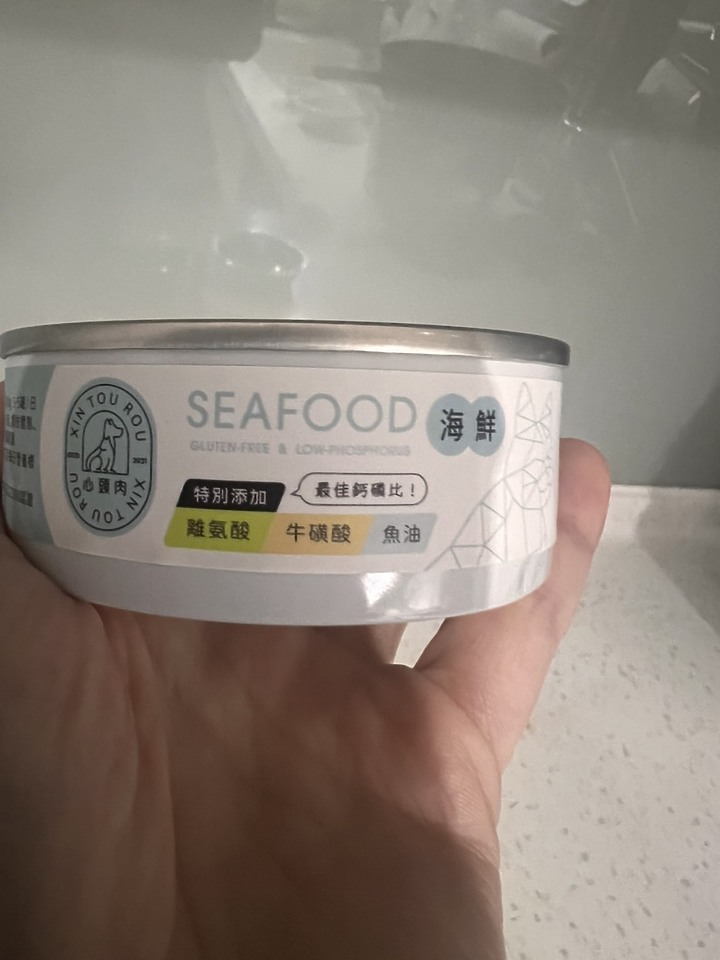 XIN TOU ROU
2021
心頭肉
XIN TOU ROU
SEAFOOD
海鮮
GLUTEN-FREE & LOW-PHOSPHORUS
特別添加
最佳鈣磷比!
離氨酸
牛磺酸
魚油